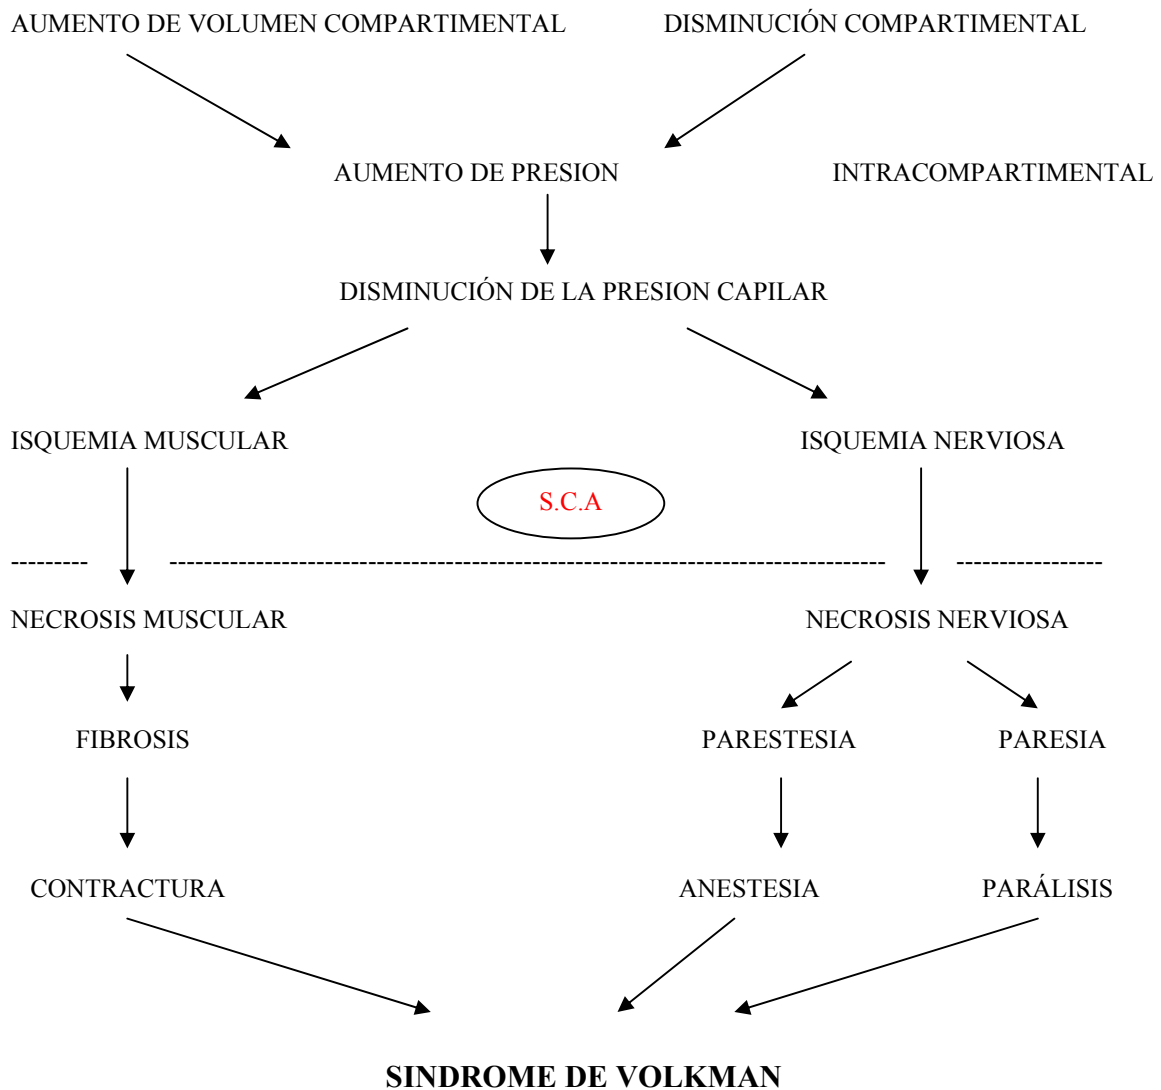 AUMENTO DE VOLUMEN COMPARTIMENTAL DISMINUCIÓN COMPARTIMENTAL
AUMENTO DE PRESION INTRACOMPARTIMENTAL
DISMINUCIÓN DE LA PRESION CAPILAR
ISQUEMIA MUSCULAR ISQUEMIA NERVIOSA
S.C.A
NECROSIS MUSCULAR NECROSIS NERVIOSA
FIBROSIS PARESTESIA PARESIA
CONTRACTURA ANESTESIA PARÁLISIS
SINDROME DE VOLKMAN